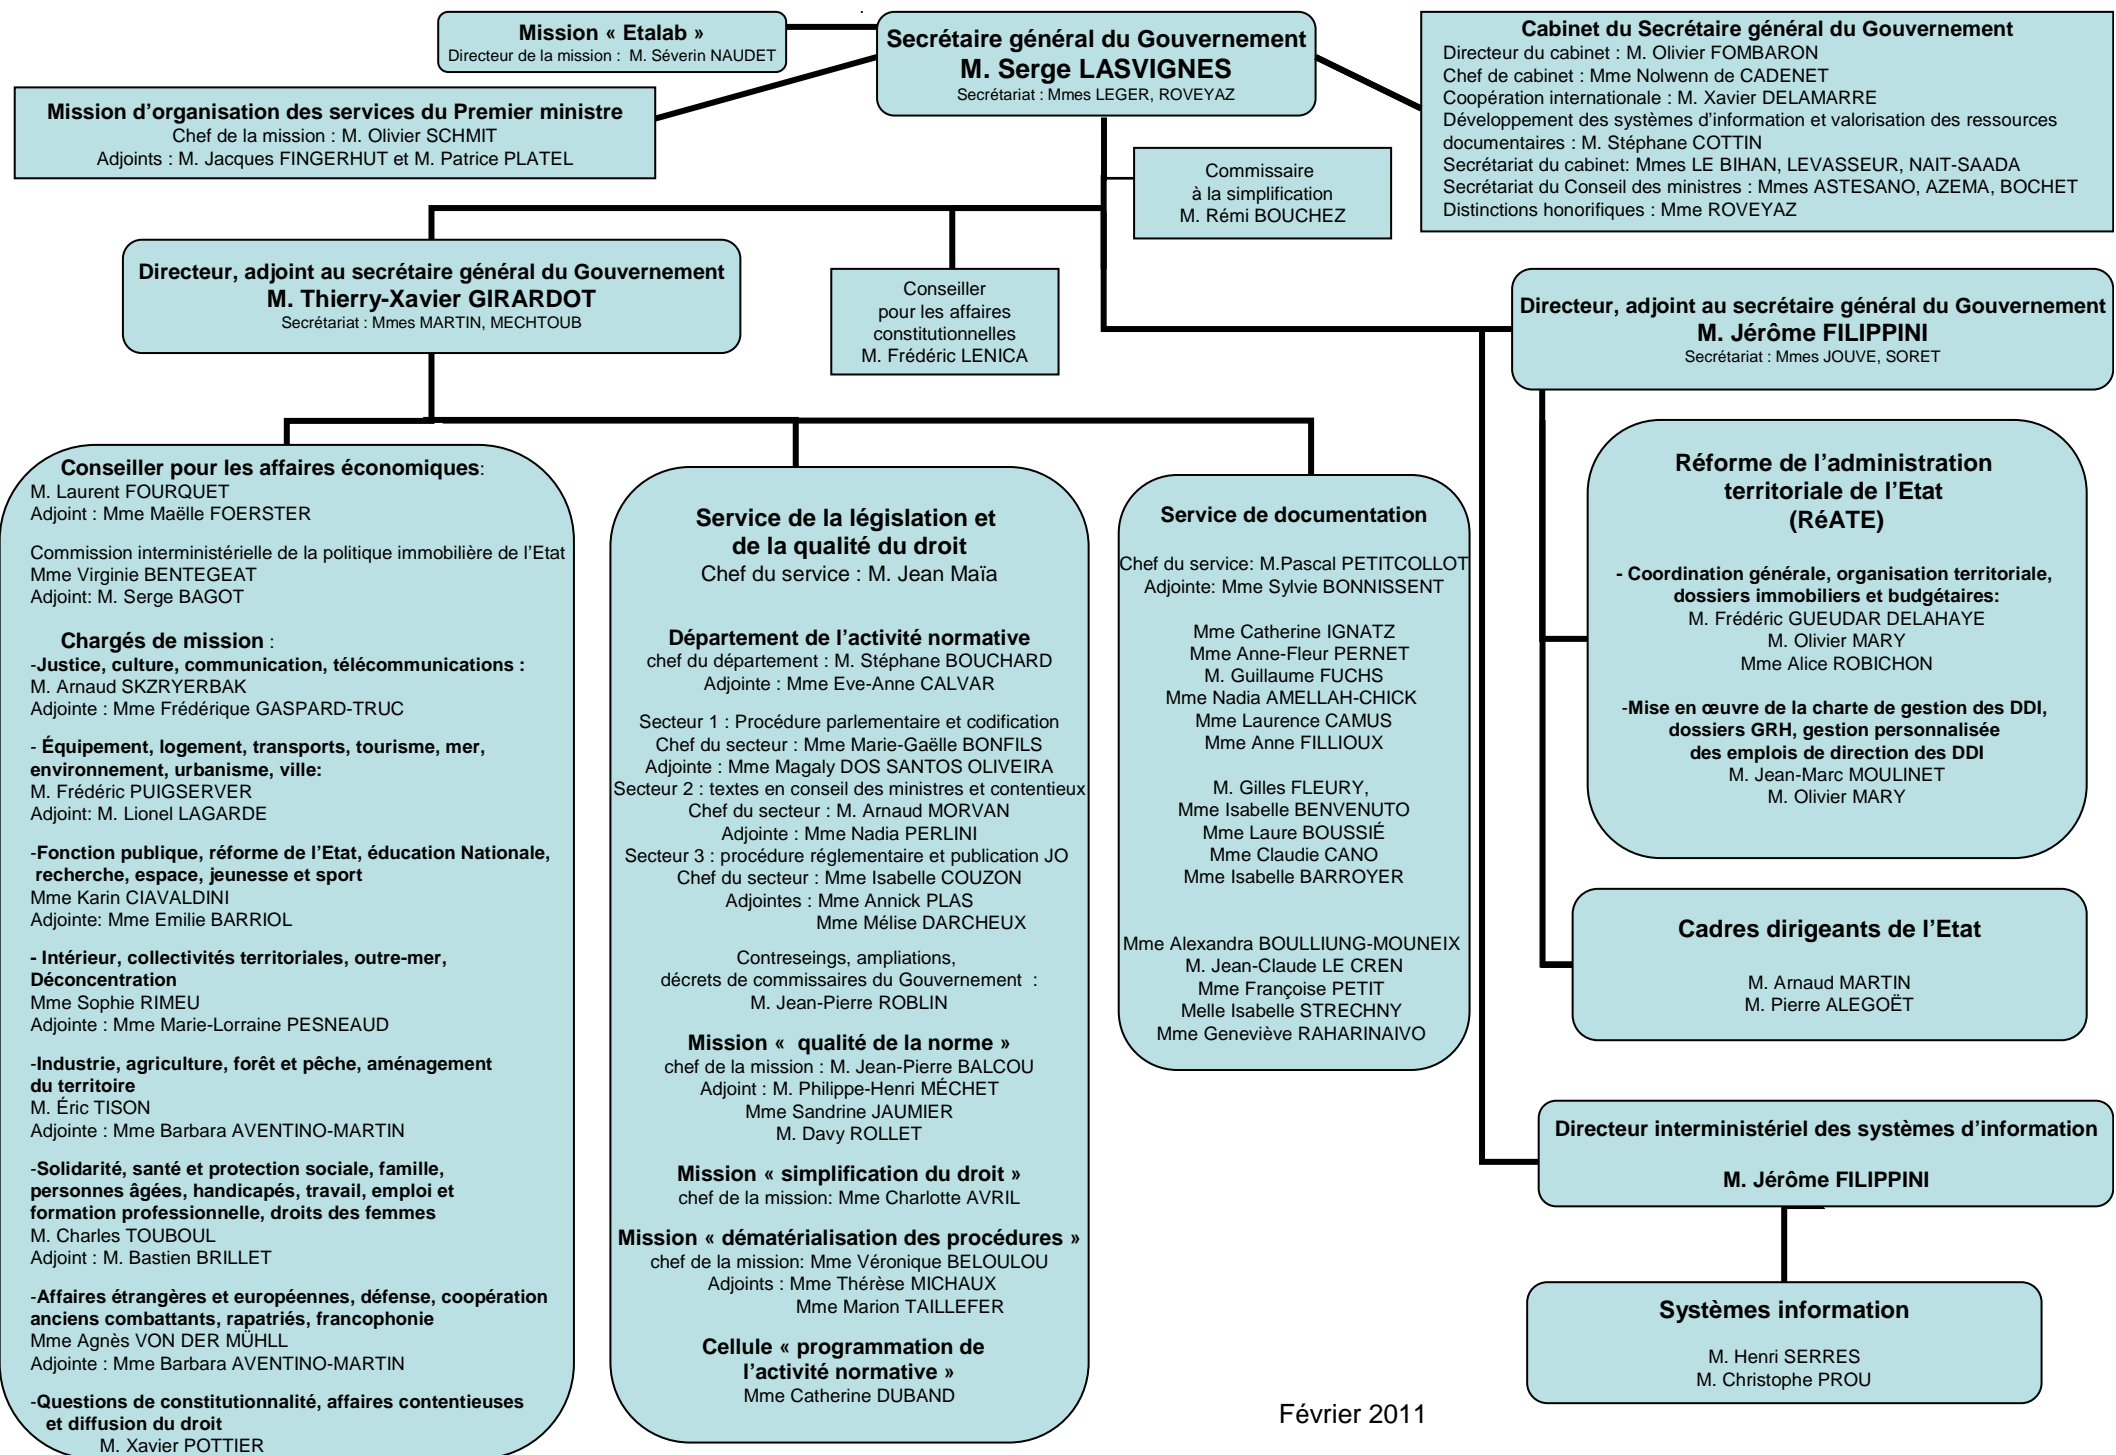 Mission « Etalab »
Directeur de la mission : M. Séverin NAUDET
Secrétaire général du Gouvernement
M. Serge LASVIGNES
Secrétariat : Mmes LEGER, ROVEYAZ
Cabinet du Secrétaire général du Gouvernement
Directeur du cabinet : M. Olivier FOMBARON
Chef de cabinet : Mme Nolwenn de CADENET
Coopération internationale : M. Xavier DELAMARRE
Développement des systèmes d'information et valorisation des ressources
documentaires : M. Stéphane COTTIN
Secrétariat du cabinet: Mmes LE BIHAN, LEVASSEUR, NAIT-SAADA
Secrétariat du Conseil des ministres : Mmes ASTESANO, AZEMA, BOCHET
Distinctions honorifiques : Mme ROVEYAZ
Mission d'organisation des services du Premier ministre
Chef de la mission : M. Olivier SCHMIT
Adjoints : M. Jacques FINGERHUT et M. Patrice PLATEL
Commissaire
à la simplification
M. Rémi BOUCHEZ
Directeur, adjoint au secrétaire général du Gouvernement
M. Thierry-Xavier GIRARDOT
Secrétariat : Mmes MARTIN, MECHTOUB
Conseiller
pour les affaires
constitutionnelles
M. Frédéric LENICA
Directeur, adjoint au secrétaire général du Gouvernement
M. Jérôme FILIPPINI
Secrétariat : Mmes JOUVE, SORET
Conseiller pour les affaires économiques:
M. Laurent FOURQUET
Adjoint : Mme Maëlle FOERSTER
Commission interministérielle de la politique immobilière de l'Etat
Mme Virginie BENTEGEAT
Adjoint: M. Serge BAGOT
Chargés de mission :
-Justice, culture, communication, télécommunications :
M. Arnaud SKZRYERBAK
Adjointe : Mme Frédérique GASPARD-TRUC
- Équipement, logement, transports, tourisme, mer,
environnement, urbanisme, ville:
M. Frédéric PUIGSERVER
Adjoint: M. Lionel LAGARDE
-Fonction publique, réforme de l'Etat, éducation Nationale,
recherche, espace, jeunesse et sport
Mme Karin CIAVALDINI
Adjointe: Mme Emilie BARRIOL
- Intérieur, collectivités territoriales, outre-mer,
Déconcentration
Mme Sophie RIMEU
Adjointe : Mme Marie-Lorraine PESNEAUD
-Industrie, agriculture, forêt et pêche, aménagement
du territoire
M. Éric TISON
Adjointe : Mme Barbara AVENTINO-MARTIN
-Solidarité, santé et protection sociale, famille,
personnes âgées, handicapés, travail, emploi et
formation professionnelle, droits des femmes
M. Charles TOUBOUL
Adjoint : M. Bastien BRILLET
-Affaires étrangères et européennes, défense, coopération
anciens combattants, rapatriés, francophonie
Mme Agnès VON DER MÜHLL
Adjointe : Mme Barbara AVENTINO-MARTIN
-Questions de constitutionnalité, affaires contentieuses
et diffusion du droit
M. Xavier POTTIER
Service de la législation et
de la qualité du droit
Chef du service : M. Jean Maïa
Département de l'activité normative
chef du département : M. Stéphane BOUCHARD
Adjointe : Mme Eve-Anne CALVAR
Secteur 1 : Procédure parlementaire et codification
Chef du secteur : Mme Marie-Gaëlle BONFILS
Adjointe : Mme Magaly DOS SANTOS OLIVEIRA
Secteur 2 : textes en conseil des ministres et contentieux
Chef du secteur : M. Arnaud MORVAN
Adjointe : Mme Nadia PERLINI
Secteur 3 : procédure réglementaire et publication JO
Chef du secteur : Mme Isabelle COUZON
Adjointes : Mme Annick PLAS
Mme Mélise DARCHEUX
Contreseings, ampliations,
décrets de commissaires du Gouvernement :
M. Jean-Pierre ROBLIN
Mission « qualité de la norme »
chef de la mission : M. Jean-Pierre BALCOU
Adjoint : M. Philippe-Henri MÉCHET
Mme Sandrine JAUMIER
M. Davy ROLLET
Mission « simplification du droit »
chef de la mission: Mme Charlotte AVRIL
Mission « dématérialisation des procédures »
chef de la mission: Mme Véronique BELOULOU
Adjoints : Mme Thérèse MICHAUX
Mme Marion TAILLEFER
Cellule « programmation de
l'activité normative »
Mme Catherine DUBAND
Service de documentation
Chef du service: M.Pascal PETITCOLLOT
Adjointe: Mme Sylvie BONNISSENT
Mme Catherine IGNATZ
Mme Anne-Fleur PERNET
M. Guillaume FUCHS
Mme Nadia AMELLAH-CHICK
Mme Laurence CAMUS
Mme Anne FILLIOUX
M. Gilles FLEURY,
Mme Isabelle BENVENUTO
Mme Laure BOUSSIÉ
Mme Claudie CANO
Mme Isabelle BARROYER
Mme Alexandra BOULLIUNG-MOUNEIX
M. Jean-Claude LE CREN
Mme Françoise PETIT
Melle Isabelle STRECHNY
Mme Geneviève RAHARINAIVO
Réforme de l'administration
territoriale de l'Etat
(RéATE)
- Coordination générale, organisation territoriale,
dossiers immobiliers et budgétaires:
M. Frédéric GUEUDAR DELAHAYE
M. Olivier MARY
Mme Alice ROBICHON
-Mise en œuvre de la charte de gestion des DDI,
dossiers GRH, gestion personnalisée
des emplois de direction des DDI
M. Jean-Marc MOULINET
M. Olivier MARY
Cadres dirigeants de l'Etat
M. Arnaud MARTIN
M. Pierre ALEGOËT
Directeur interministériel des systèmes d'information
M. Jérôme FILIPPINI
Systèmes information
M. Henri SERRES
M. Christophe PROU
Février 2011